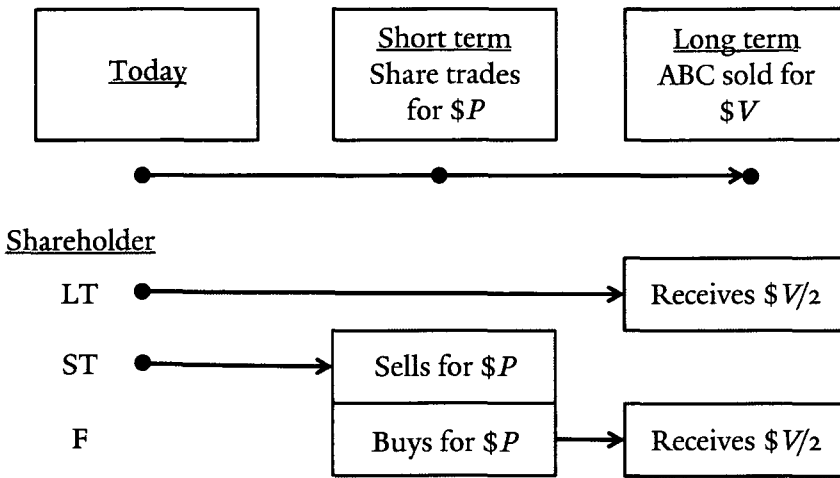 Today
Short term
Share trades
for $P
Long term
ABC sold for
$V
Shareholder
LT
Receives $V/2
ST
Sells for $P
F
Buys for $P
Receives $V/2